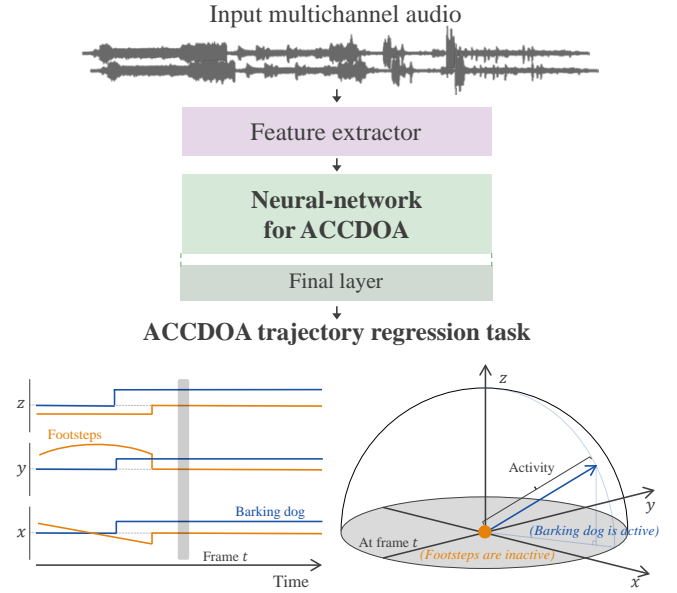 Input multichannel audio
Feature extractor
Neural-network
for ACCDOA
Final layer
ACCDOA trajectory regression task
z
Footsteps
y
Barking dog
x
Frame t
Time
z
Activity
y
(Barking dog is active)
At frame t
(Footsteps are inactive)
x